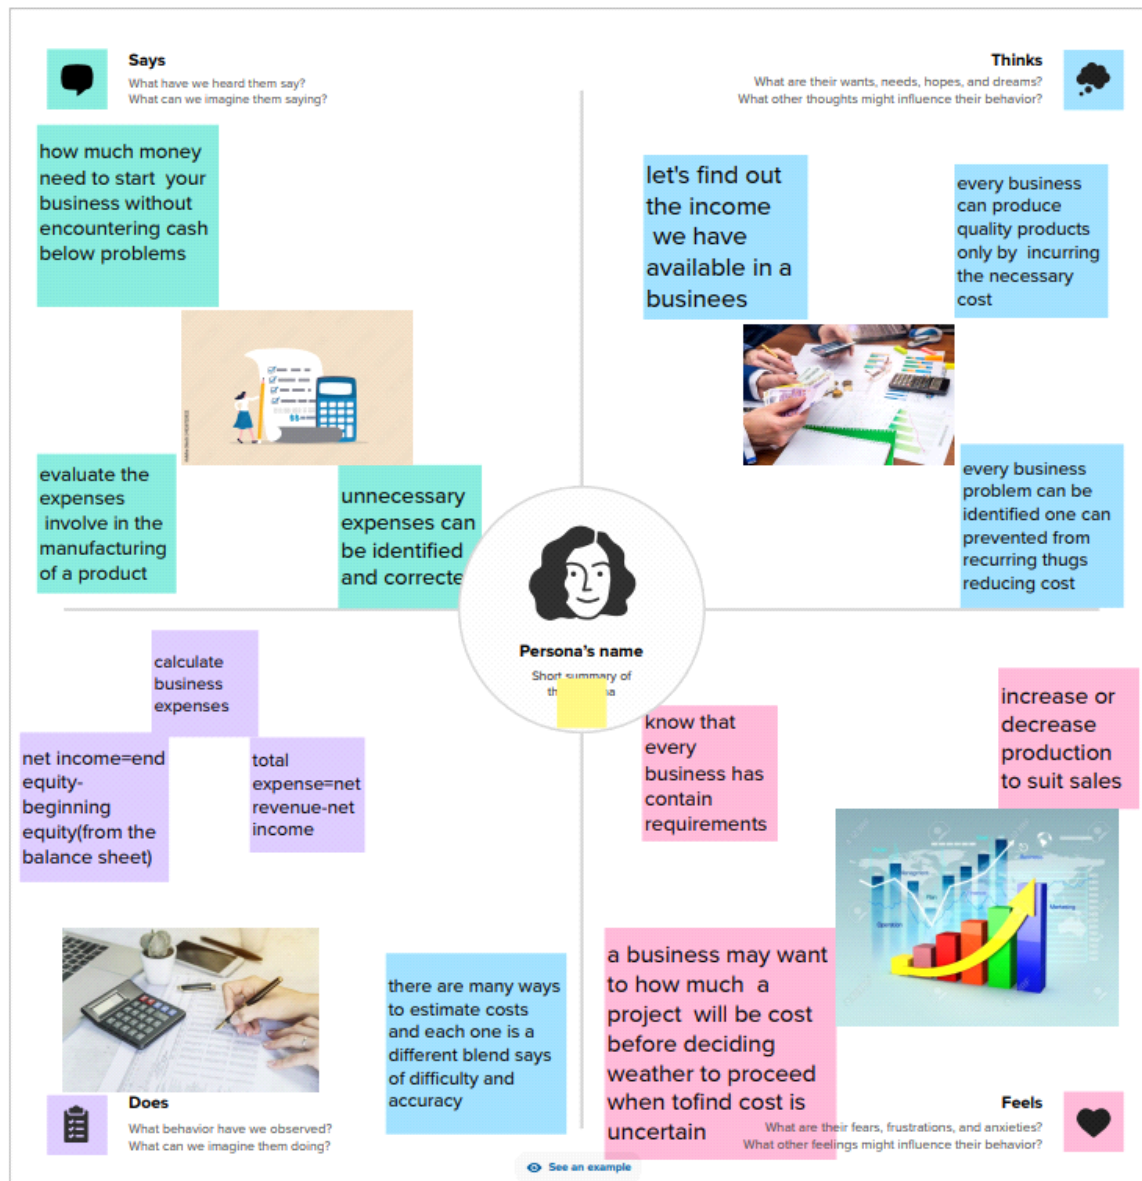 Says
What have we heard them say?
What can we imagine them saying?
how much money
need to start  your
business without
encountering cash
below problems
evaluate the
expenses
involve in the
manufacturing
of a product
unnecessary
expenses can
be identified
and correcte
Thinks
What are their wants, needs, hopes, and dreams?
What other thoughts might influence their behavior?
let's find out
the income
we have
available in a
businees
every business
can produce
quality products
only by  incurring
the necessary
cost
every business
problem can be
identified one can
prevented from
recurring thugs
reducing cost
Persona's name
Short summary of
calculate
business
expenses
net income=end
equity-
beginning
equity(from the
balance sheet)
total
expense=net
revenue-net
income
there are many ways
to estimate costs
and each one is a
different blend says
of difficulty and
accuracy
Does
What behavior have we observed?
What can we imagine them doing?
know that
every
business has
contain
requirements
increase or
decrease
production
to suit sales
Business
Management
Plan
Marketing
Operation
a business may want
to how much  a
project  will be cost
before deciding
weather to proceed
when tofind cost is
uncertain
Feels
What are their fears, frustrations, and anxieties?
What other feelings might influence their behavior?
See an example